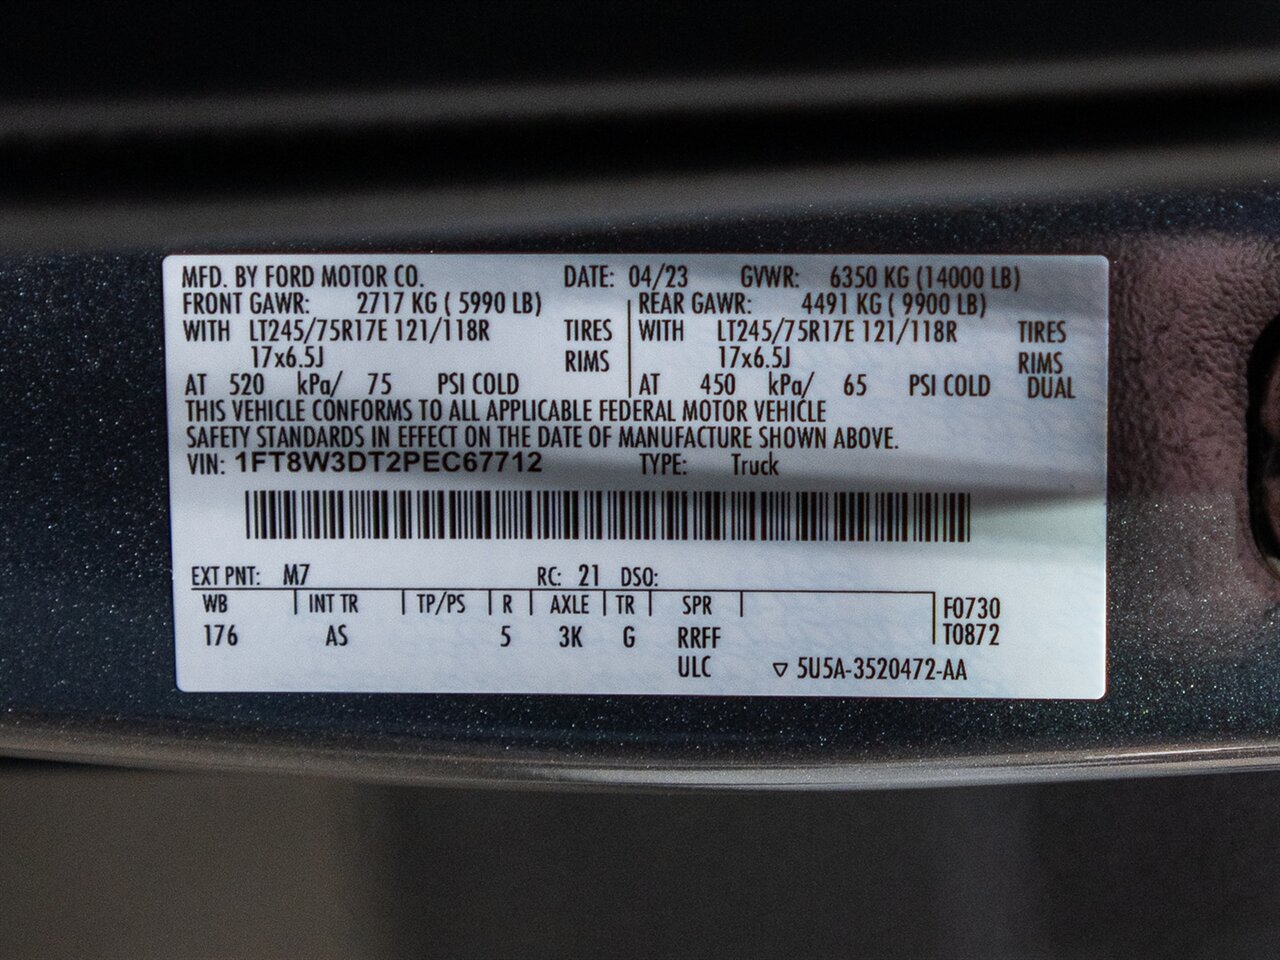 MFD. BY FORD MOTOR CO. DATE: 04/23 GVWR: 6350 KG (14000 LB)
FRONT GAWR: 2717 KG ( 5990 LB) REAR GAWR: 4491 KG ( 9900 LB)
WITH LT245/75R17E 121/118R TIRES WITH LT245/75R17E 121/118R TIRES
17x6.5J RIMS 17x6.5J RIMS
AT 520 kPa/ 75 PSI COLD AT 450 kPa/ 65 PSI COLD DUAL
THIS VEHICLE CONFORMS TO ALL APPLICABLE FEDERAL MOTOR VEHICLE
SAFETY STANDARDS IN EFFECT ON THE DATE OF MANUFACTURE SHOWN ABOVE.
VIN: 1FT8W3DT2PEC67712 TYPE: Truck
EXT PNT: M7 RC: 21 DSO:
WB INT TR TP/PS R AXLE TR SPR F0730
176 AS 5 3K G RRFF T0872
ULC ▽ 5U5A-3520472-AA